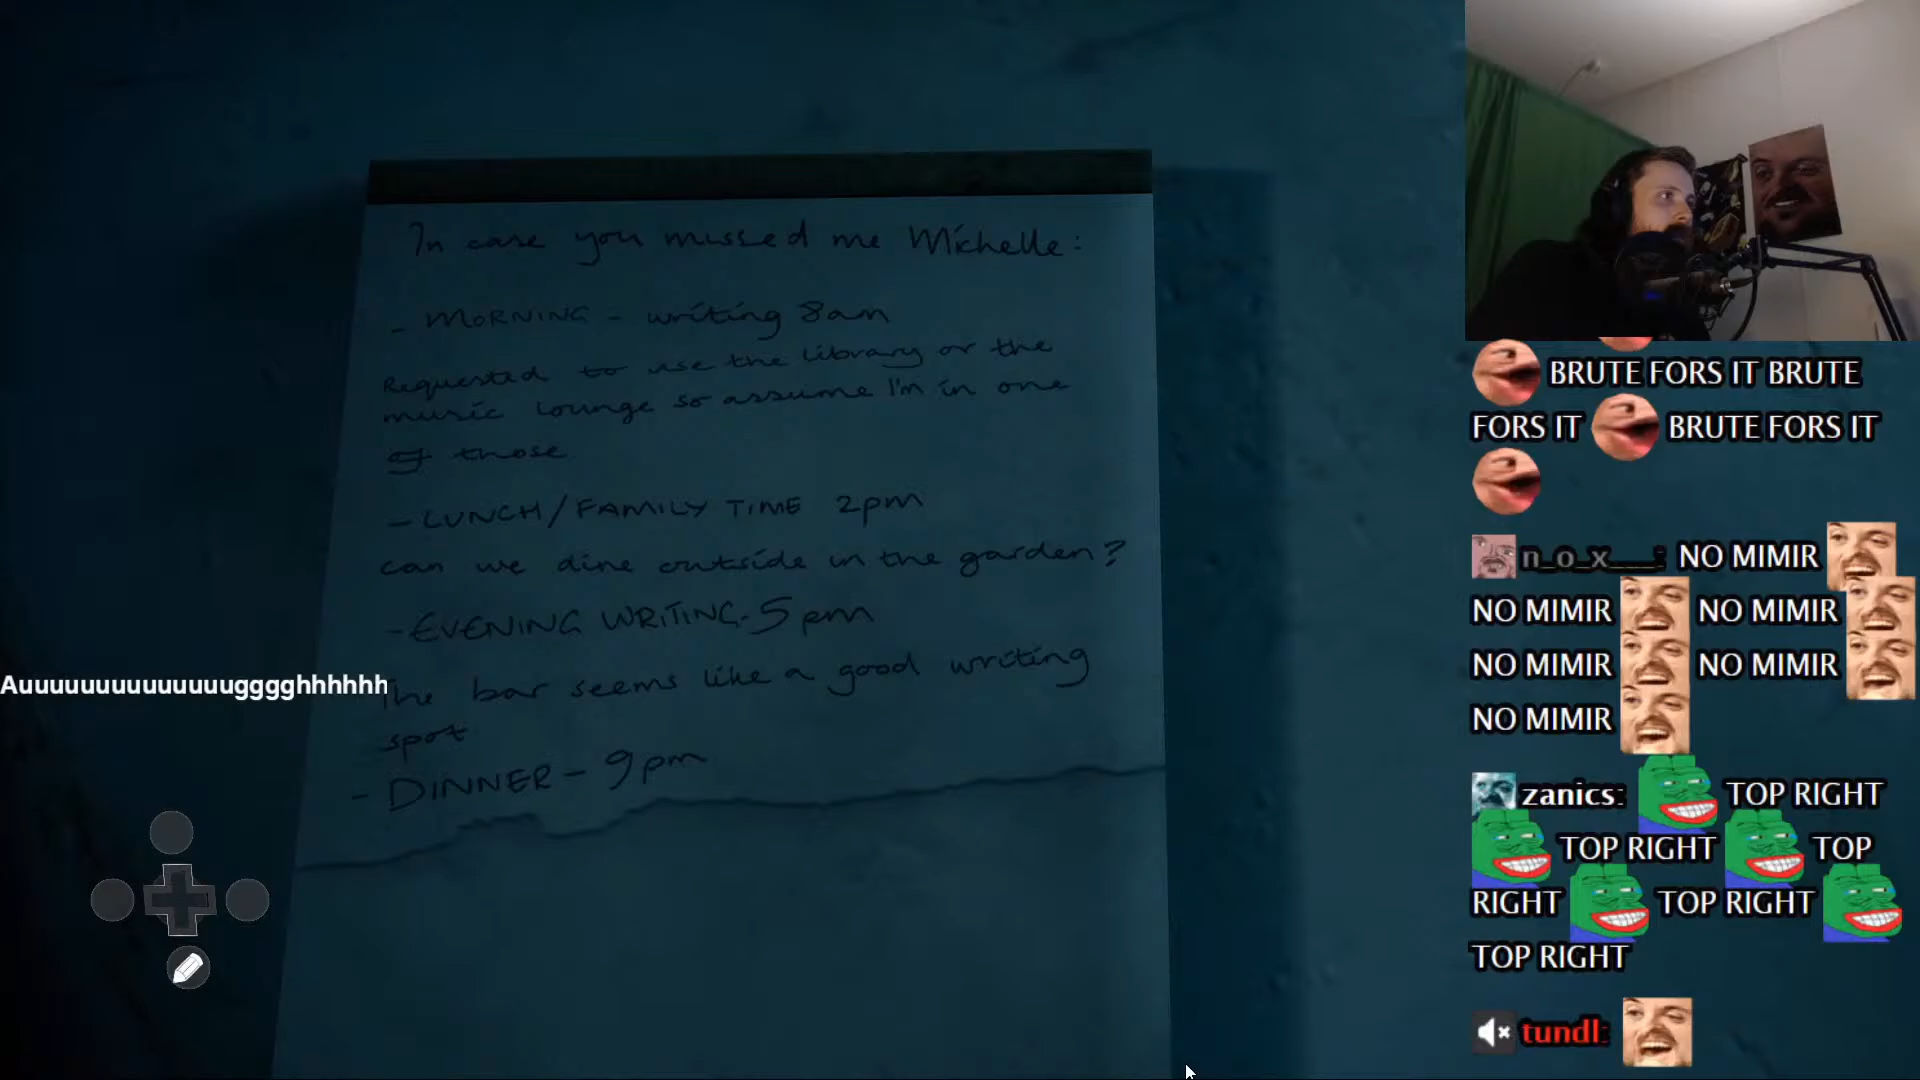 In case you missed me Michelle:
- MORNING - writing 8am
Requested to use the library or the
music lounge so assume I'm in one
of those
- LUNCH/FAMILY TIME 2pm
can we dine outside in the garden?
- EVENING WRITING - 5pm
The bar seems like a good writing
spot
- DINNER - 9pm
Auuuuuuuuuuuuuuggggghhhhhh
BRUTE FORS IT BRUTE
FORS IT BRUTE FORS IT
n_o_x___: NO MIMIR
NO MIMIR NO MIMIR
NO MIMIR NO MIMIR
NO MIMIR
zanics: TOP RIGHT
TOP RIGHT TOP
RIGHT TOP RIGHT
TOP RIGHT
tundl: